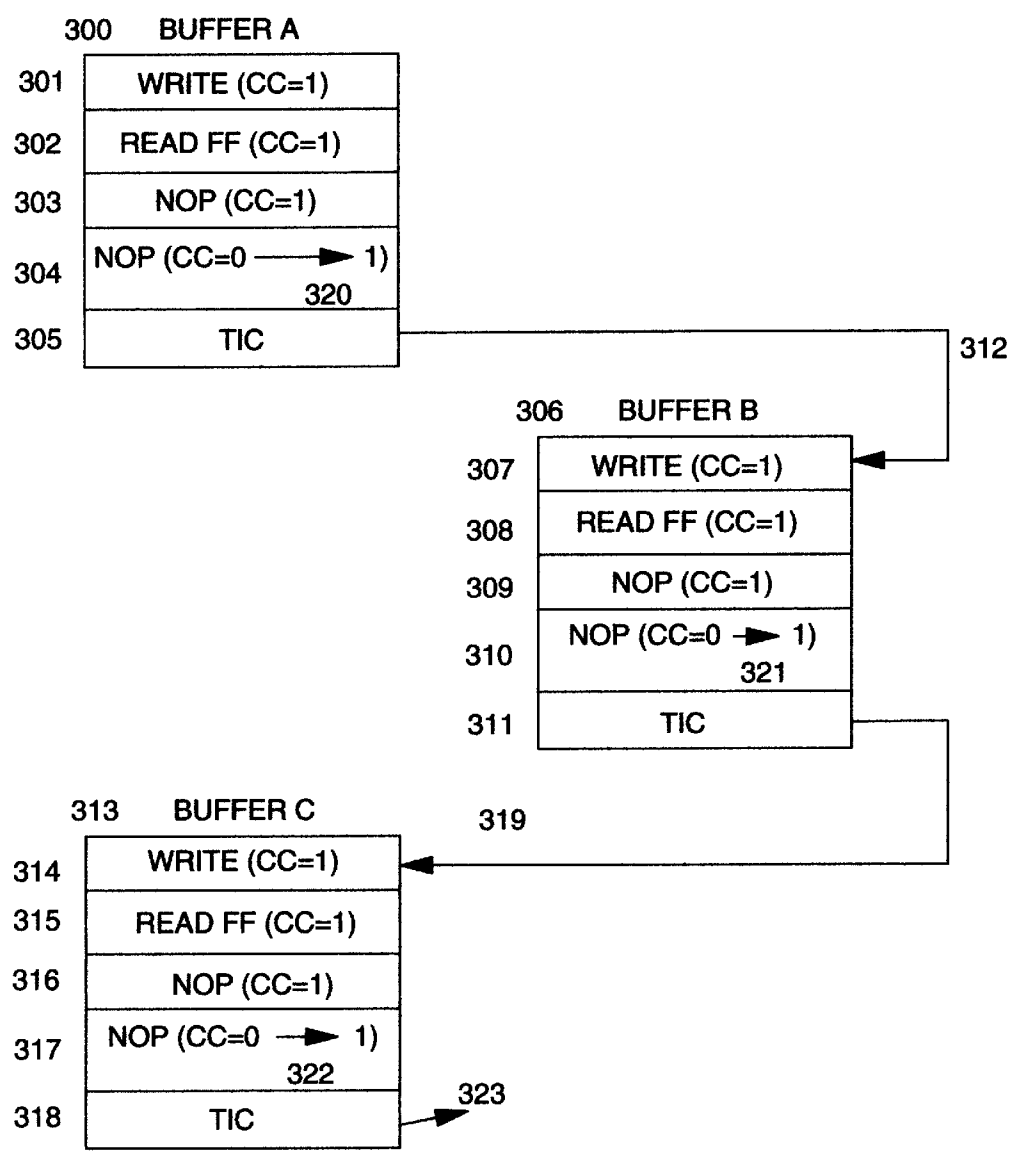 300 BUFFER A
301 WRITE (CC=1)
302 READ FF (CC=1)
303 NOP (CC=1)
304 NOP (CC=0 → 1)
320
305 TIC
312
306 BUFFER B
307 WRITE (CC=1)
308 READ FF (CC=1)
309 NOP (CC=1)
310 NOP (CC=0 → 1)
321
311 TIC
313 BUFFER C
319
314 WRITE (CC=1)
315 READ FF (CC=1)
316 NOP (CC=1)
317 NOP (CC=0 → 1)
322
318 TIC
323